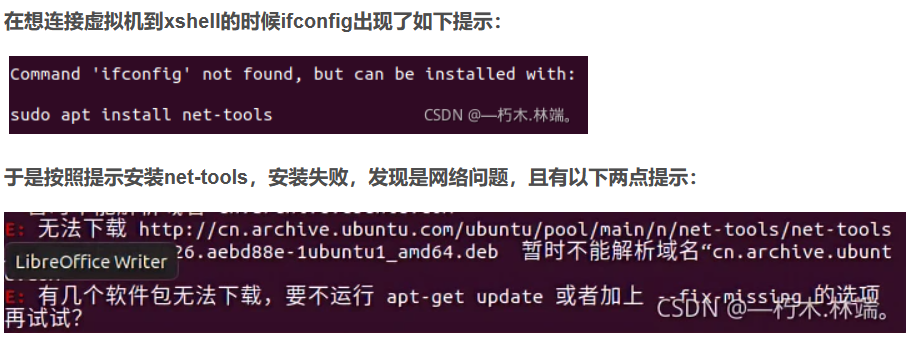 在想连接虚拟机到xshell的时候ifconfig出现了如下提示：
Command 'ifconfig' not found, but can be installed with:
sudo apt install net-tools
CSDN @—朽木.林端。
于是按照提示安装net-tools，安装失败，发现是网络问题，且有以下两点提示：
E: 无法下载 http://cn.archive.ubuntu.com/ubuntu/pool/main/n/net-tools/net-tools
26.aebd88e-1ubuntu1_amd64.deb 暂时不能解析域名“cn.archive.ubunt
LibreOffice Writer
E: 有几个软件包无法下载，要不运行 apt-get update 或者加上 --fix-missing 的选项
再试试？
CSDN @—朽木.林端。